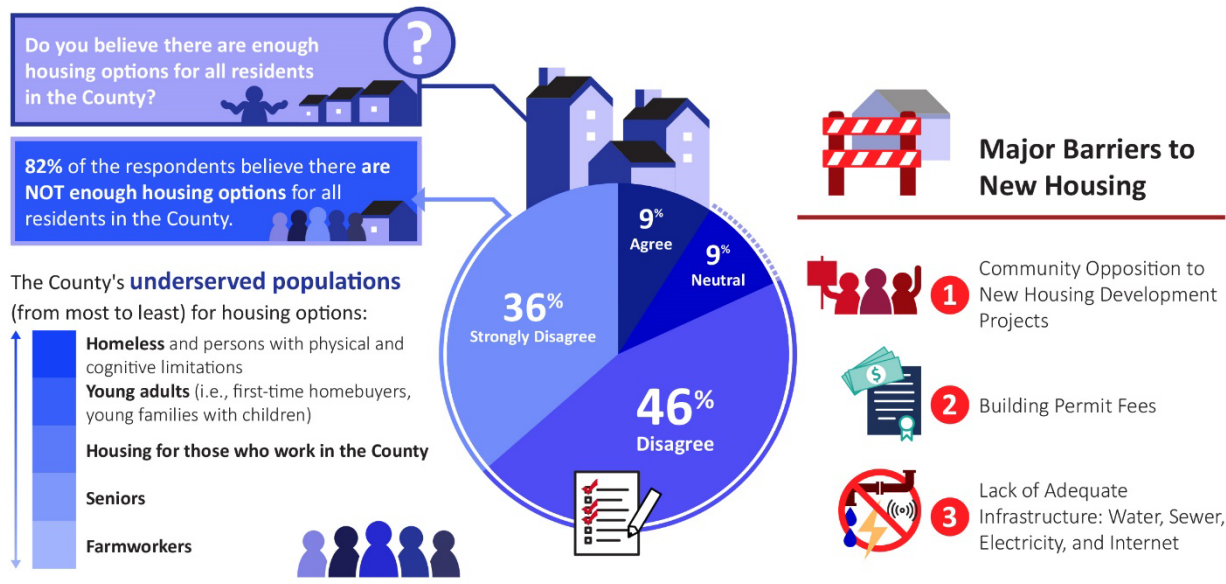 Do you believe there are enough
housing options for all residents
in the County?
?
82% of the respondents believe there are
NOT enough housing options for all
residents in the County.
The County's underserved populations
(from most to least) for housing options:
Homeless and persons with physical and
cognitive limitations
Young adults (i.e., first-time homebuyers,
young families with children)
Housing for those who work in the County
Seniors
Farmworkers
9%
Agree
9%
Neutral
46%
Disagree
36%
Strongly Disagree
Major Barriers to
New Housing
1
Community Opposition to
New Housing Development
Projects
$
2
Building Permit Fees
3
Lack of Adequate
Infrastructure: Water, Sewer,
Electricity, and Internet